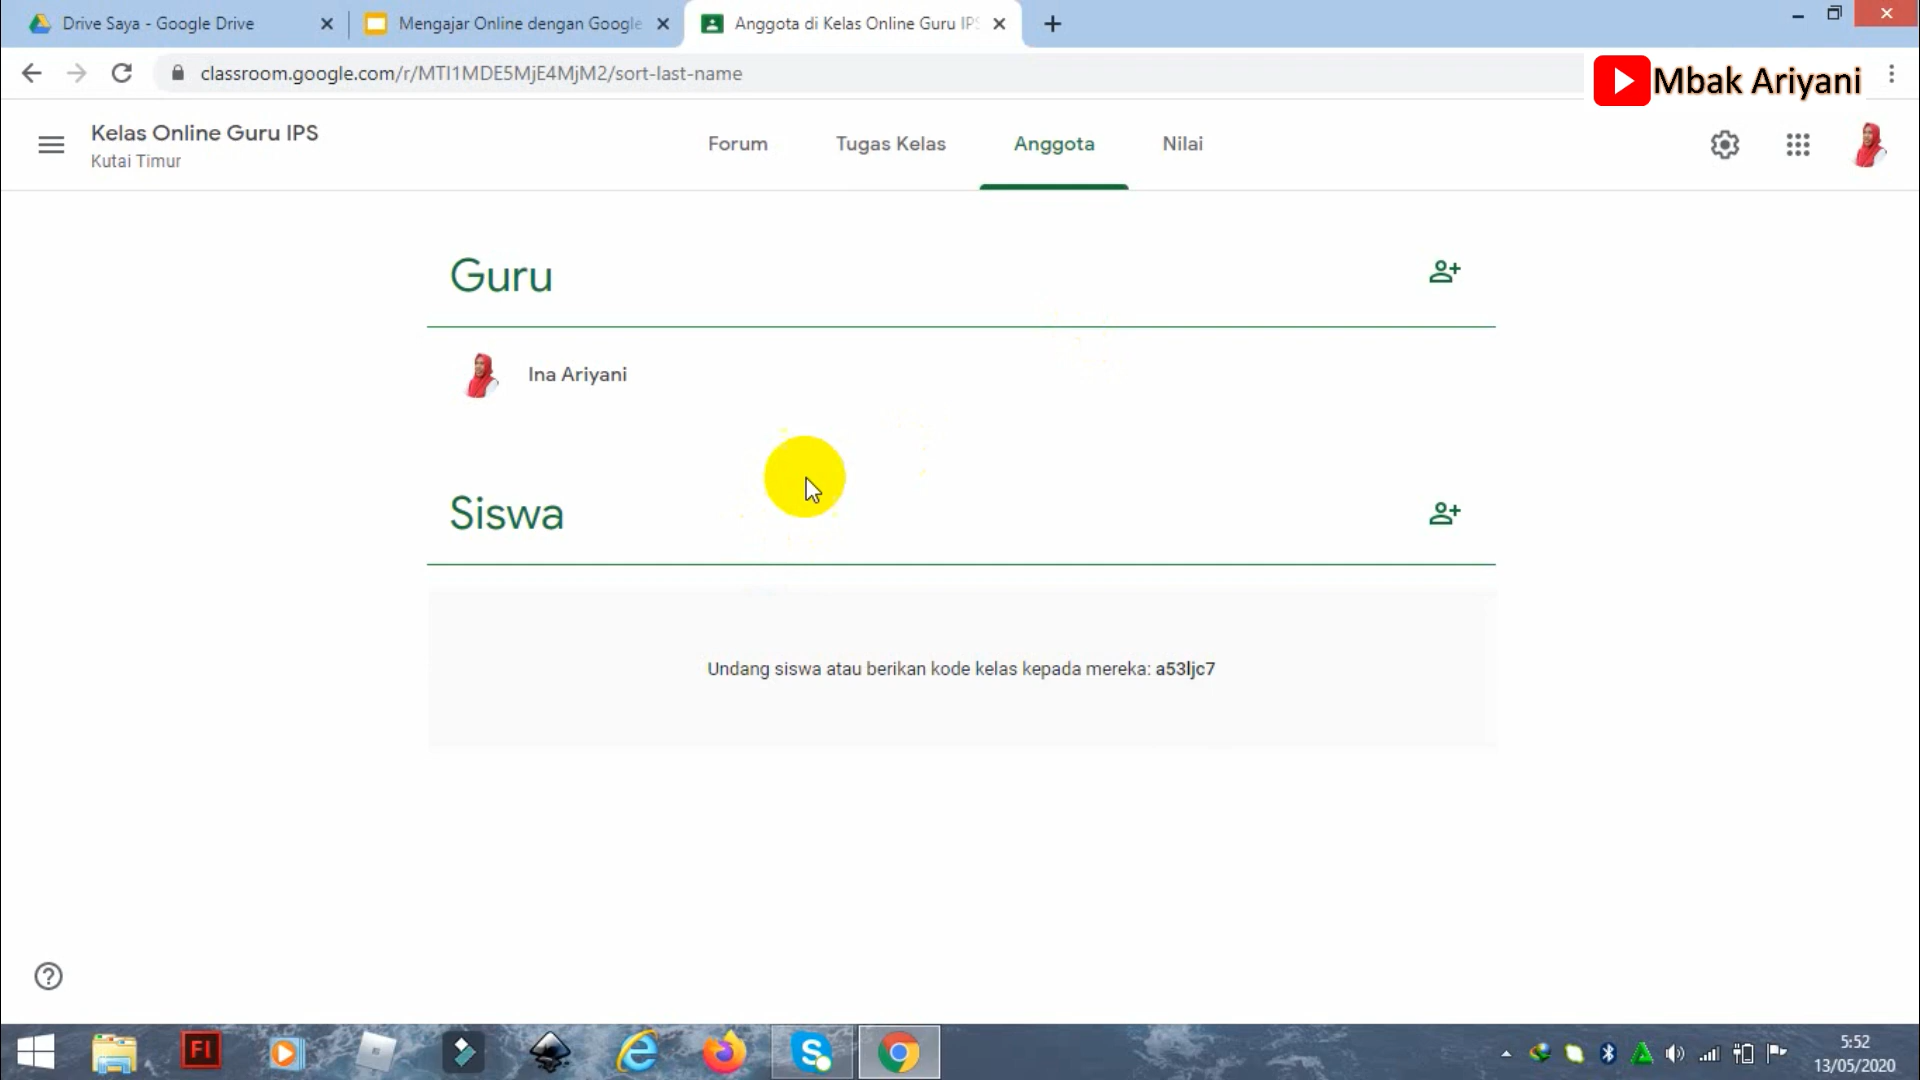 Drive Saya - Google Drive
Mengajar Online dengan Google
Anggota di Kelas Online Guru IPS
classroom.google.com/r/MTI1MDE5MjE4MjM2/sort-last-name
Mbak Ariyani
Kelas Online Guru IPS
Kutai Timur
Forum
Tugas Kelas
Anggota
Nilai
Guru
Ina Ariyani
Siswa
Undang siswa atau berikan kode kelas kepada mereka: a53ljc7
Fl
5:52
13/05/2020